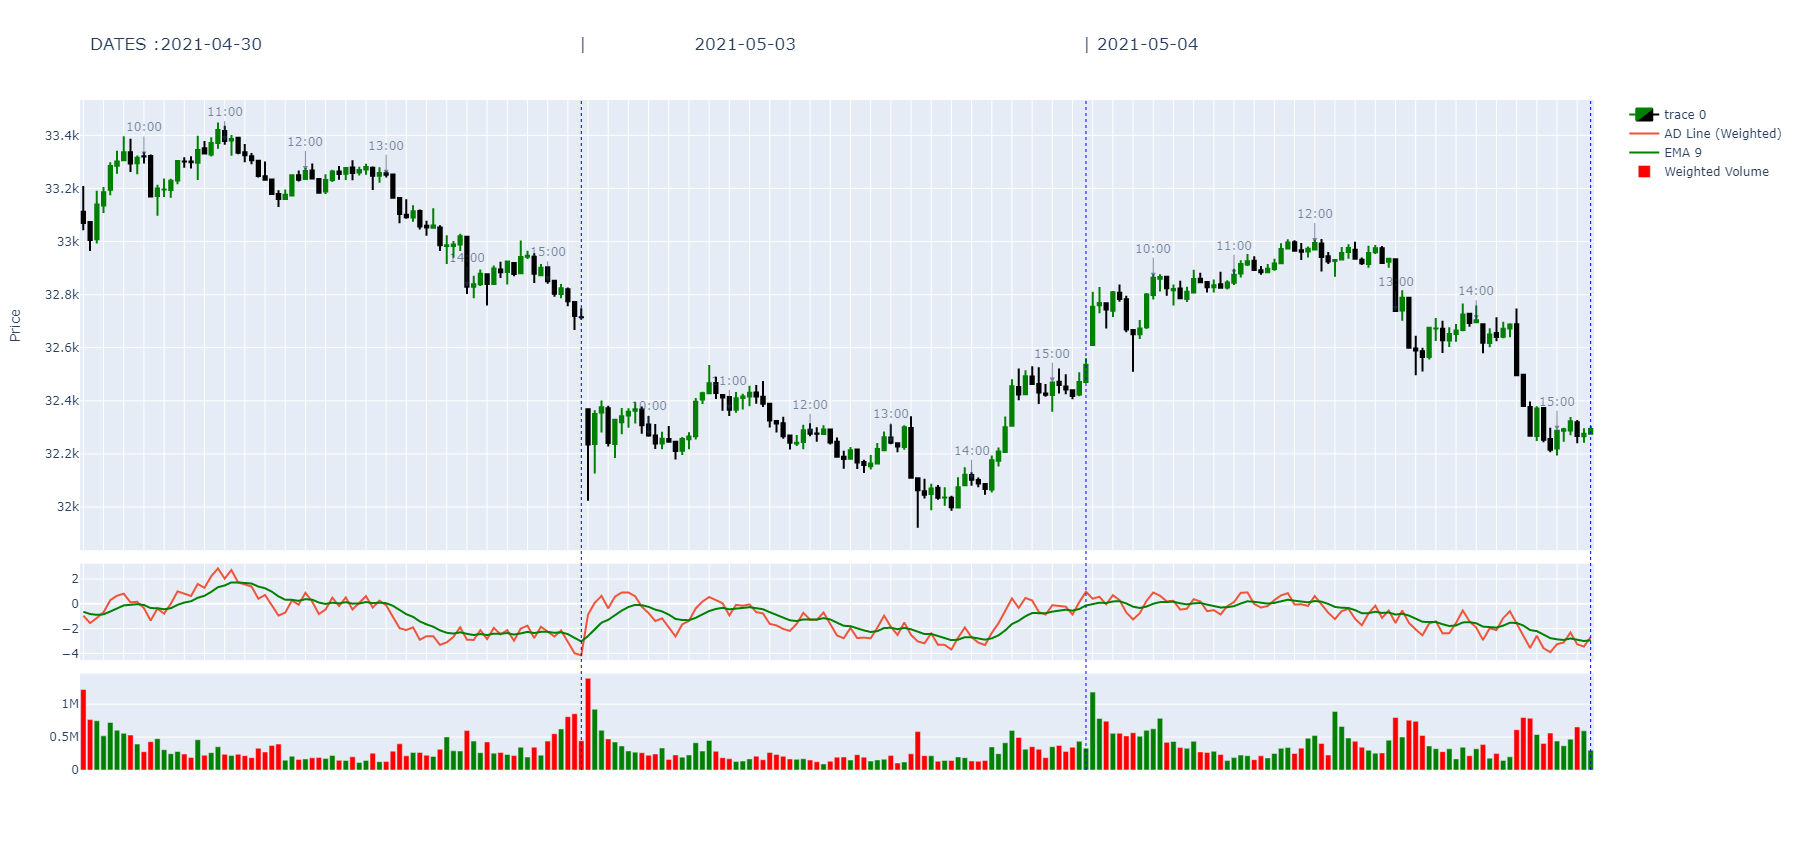 DATES :2021-04-30 | 2021-05-03 | 2021-05-04
10:00 11:00 12:00 13:00 14:00 15:00 10:00 11:00 12:00 13:00 14:00 15:00 10:00 11:00 12:00 13:00 14:00 15:00
Price
33.4k
33.2k
33k
32.8k
32.6k
32.4k
32.2k
32k
2
0
−2
−4
1M
0.5M
0
trace 0
AD Line (Weighted)
EMA 9
Weighted Volume